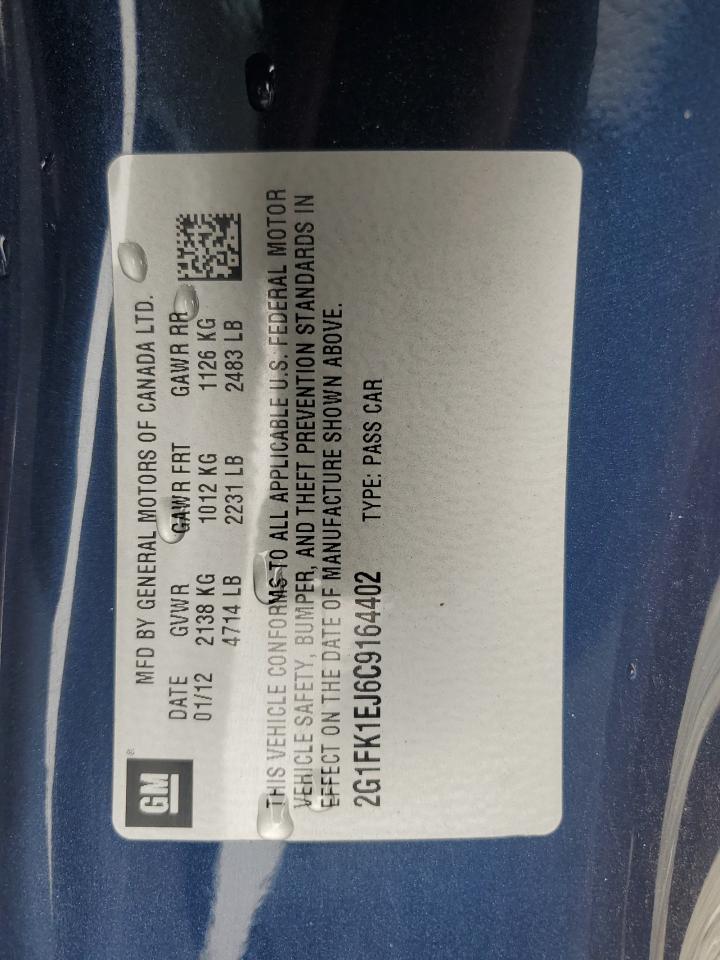 GM®
MFD BY GENERAL MOTORS OF CANADA LTD.
DATE GVWR GAWR FRT GAWR RR
01/12 2138 KG 1012 KG 1126 KG
4714 LB 2231 LB 2483 LB
THIS VEHICLE CONFORMS TO ALL APPLICABLE U.S. FEDERAL MOTOR
VEHICLE SAFETY, BUMPER, AND THEFT PREVENTION STANDARDS IN
EFFECT ON THE DATE OF MANUFACTURE SHOWN ABOVE.
2G1FK1EJ6C9164402 TYPE: PASS CAR